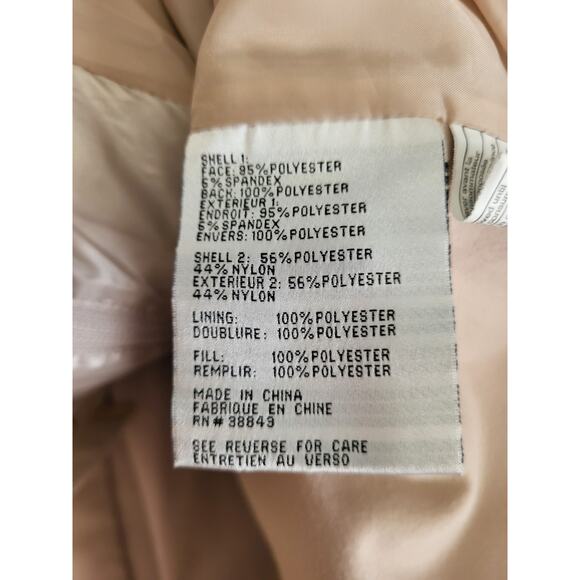 SHELL 1:
FACE: 95% POLYESTER
5% SPANDEX
BACK: 100% POLYESTER
EXTERIEUR 1:
ENDROIT: 95% POLYESTER
5% SPANDEX
ENVERS: 100% POLYESTER
SHELL 2: 56% POLYESTER
44% NYLON
EXTERIEUR 2: 56% POLYESTER
44% NYLON
LINING: 100% POLYESTER
DOUBLURE: 100% POLYESTER
FILL: 100% POLYESTER
REMPLIR: 100% POLYESTER
MADE IN CHINA
FABRIQUE EN CHINE
RN# 38849
SEE REVERSE FOR CARE
ENTRETIEN AU VERSO